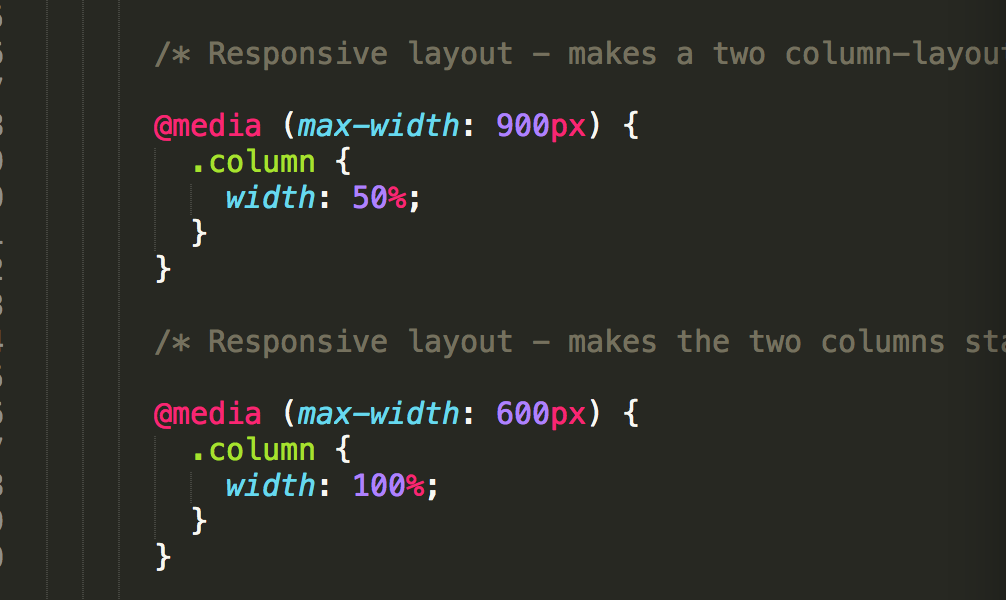 /* Responsive layout - makes a two column-layou
@media (max-width: 900px) {
.column {
width: 50%;
}
}
/* Responsive layout - makes the two columns sta
@media (max-width: 600px) {
.column {
width: 100%;
}
}